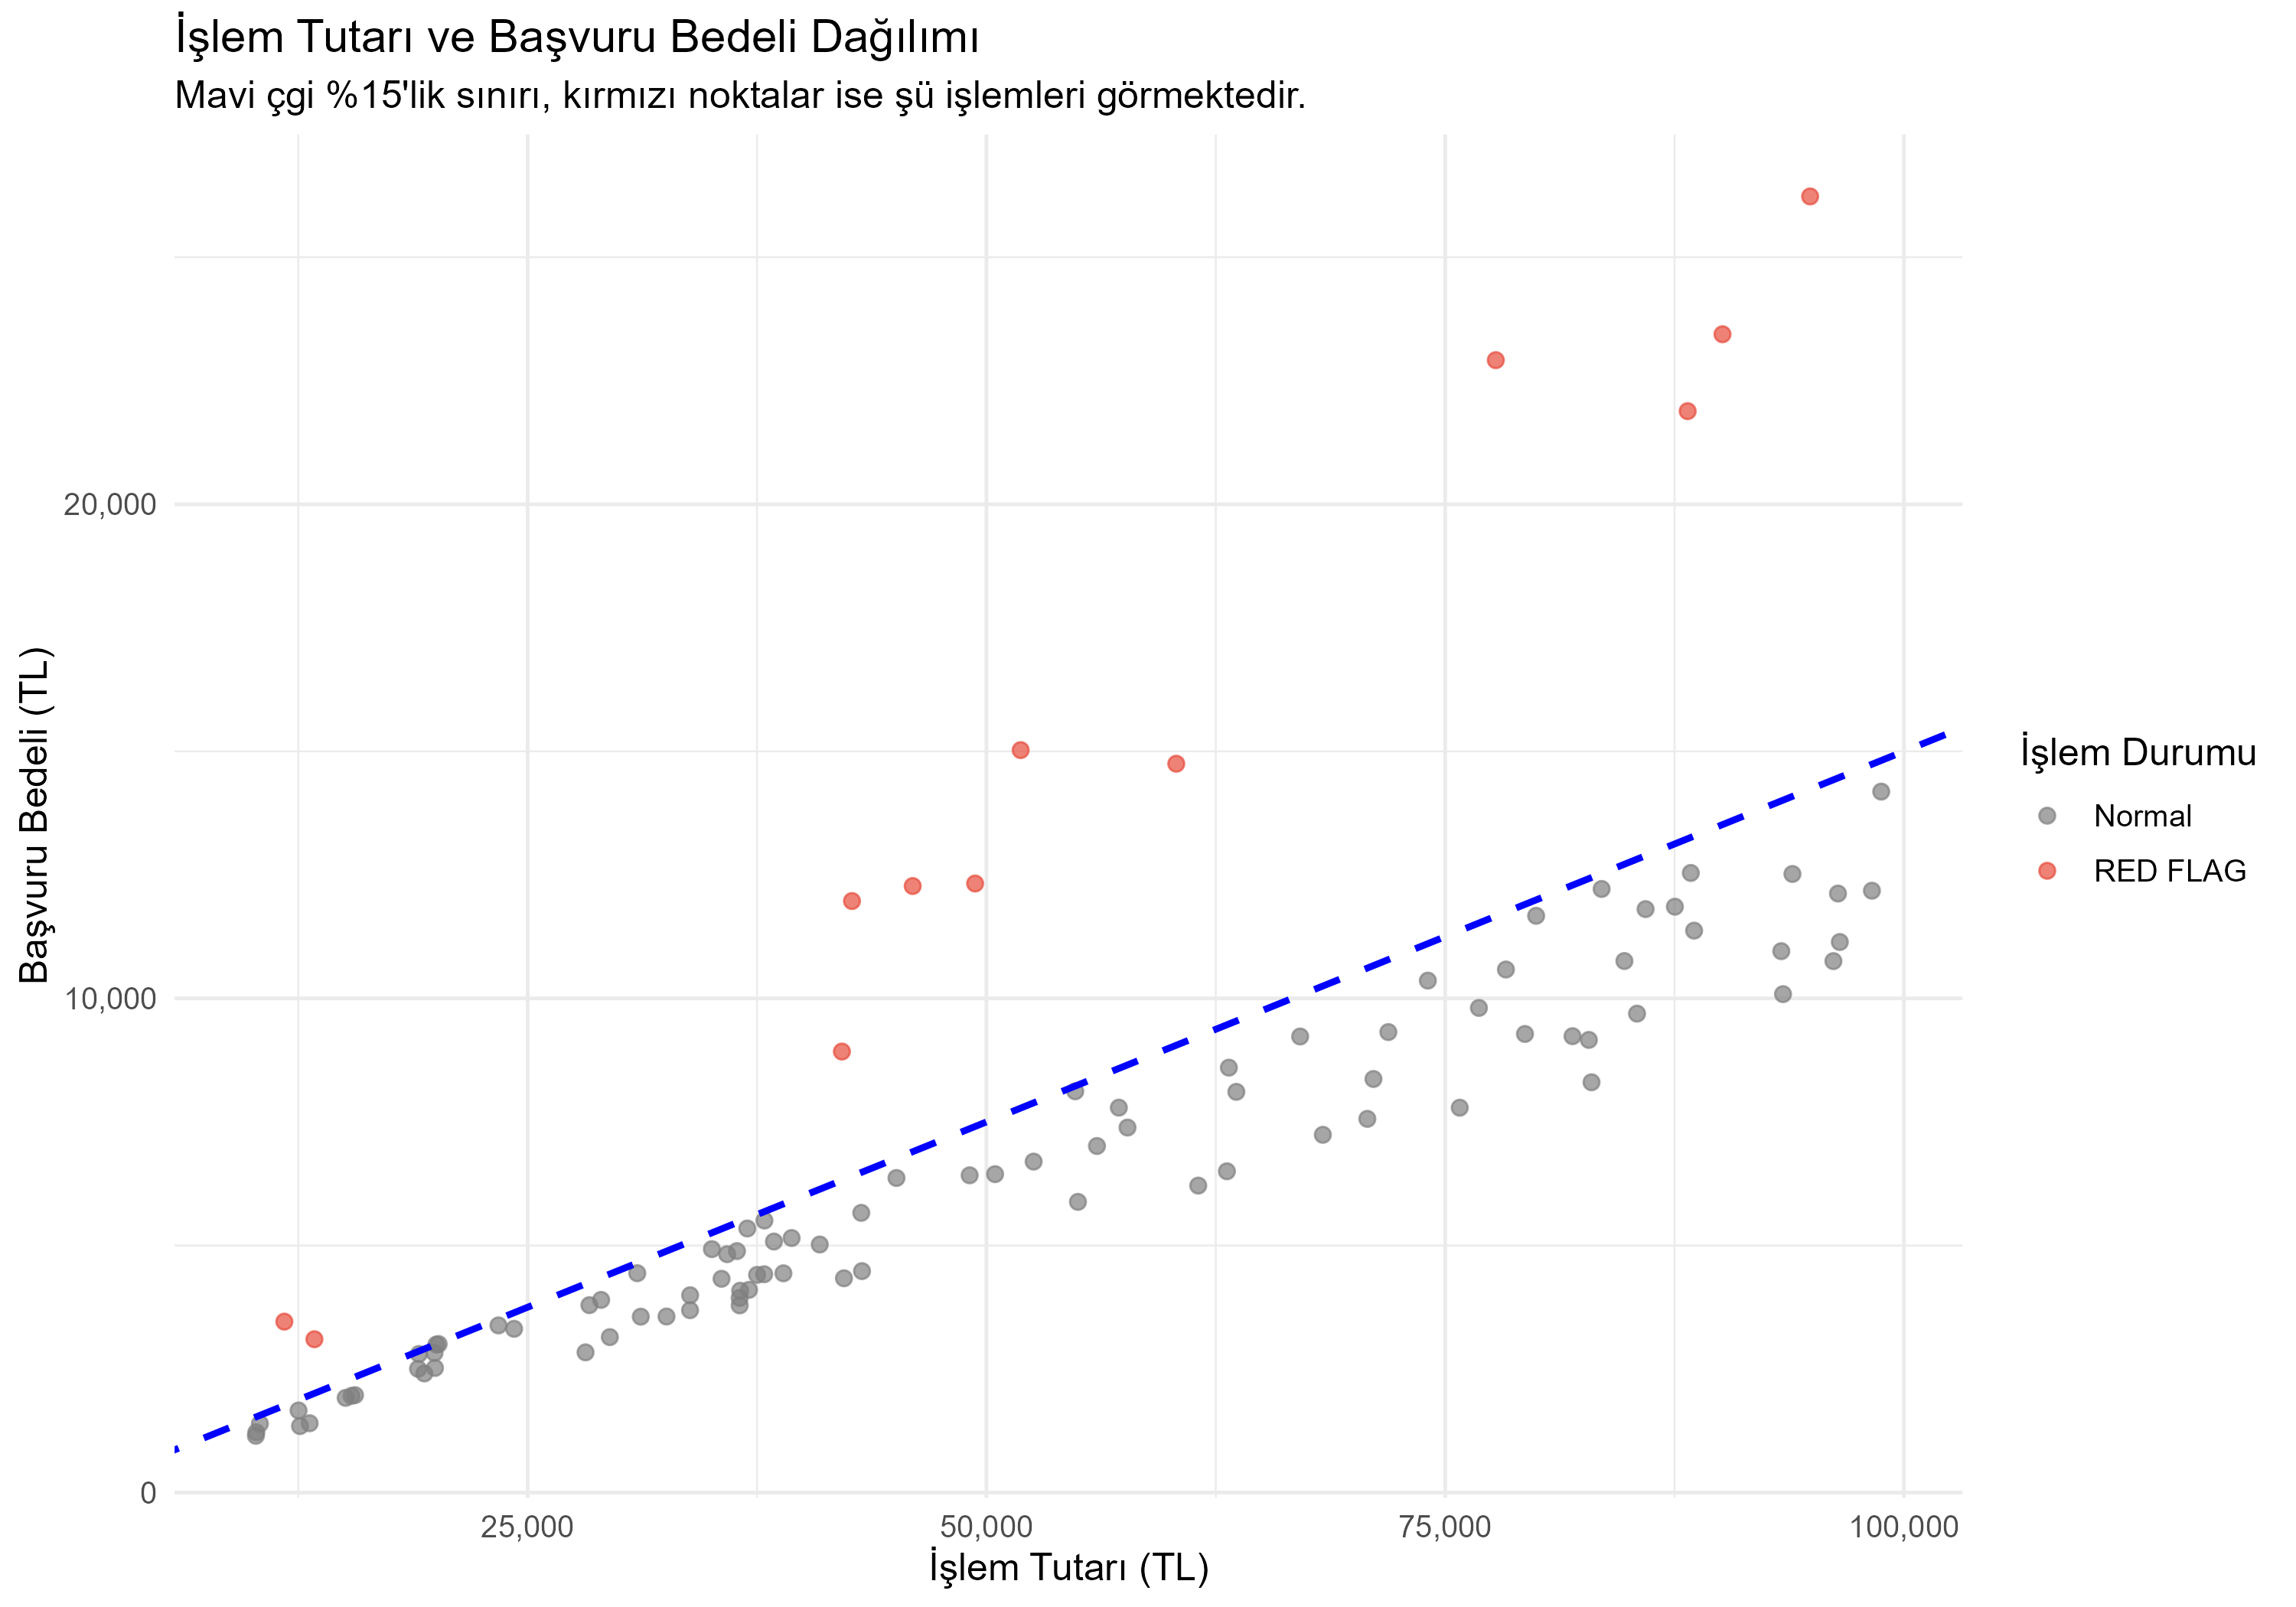 İşlem Tutarı ve Başvuru Bedeli Dağılımı
Mavi çgi %15'lik sınırı, kırmızı noktalar ise şü işlemleri görmektedir.
Başvuru Bedeli (TL)
20,000
10,000
0
25,000
50,000
75,000
100,000
İşlem Tutarı (TL)
İşlem Durumu
Normal
RED FLAG